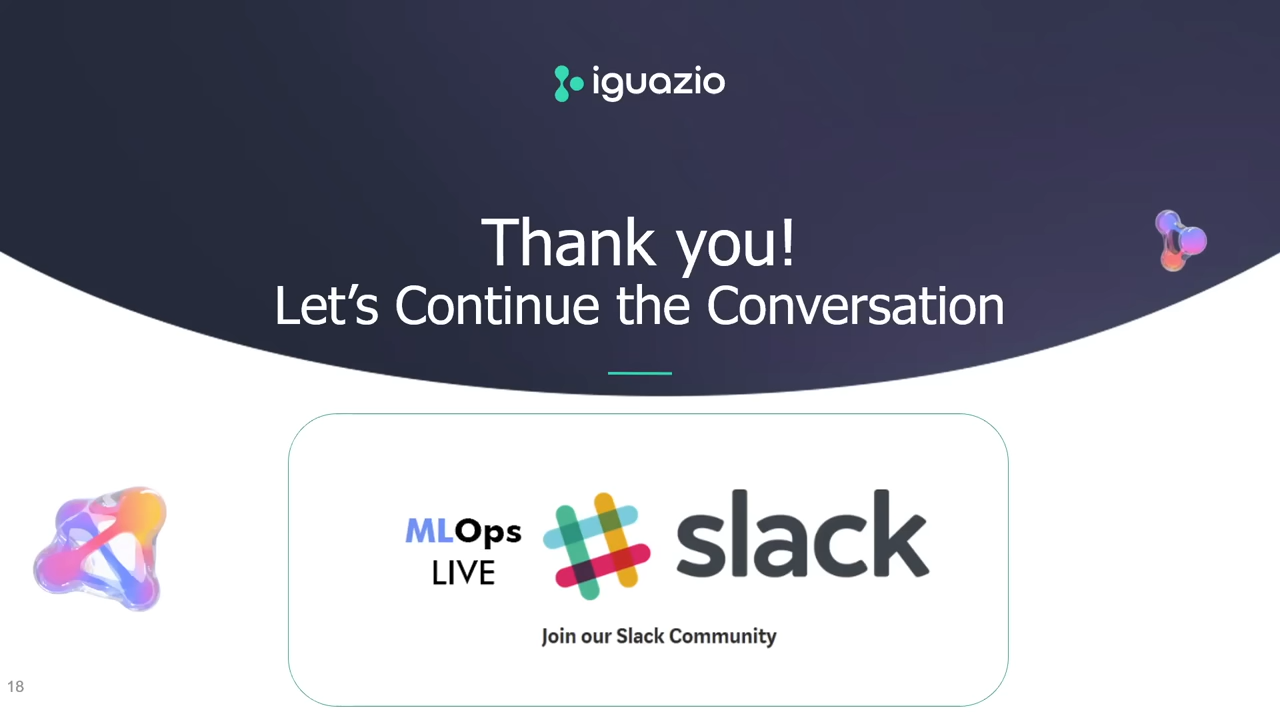 iguazio
Thank you!
Let’s Continue the Conversation
MLOps
LIVE
slack
Join our Slack Community
18